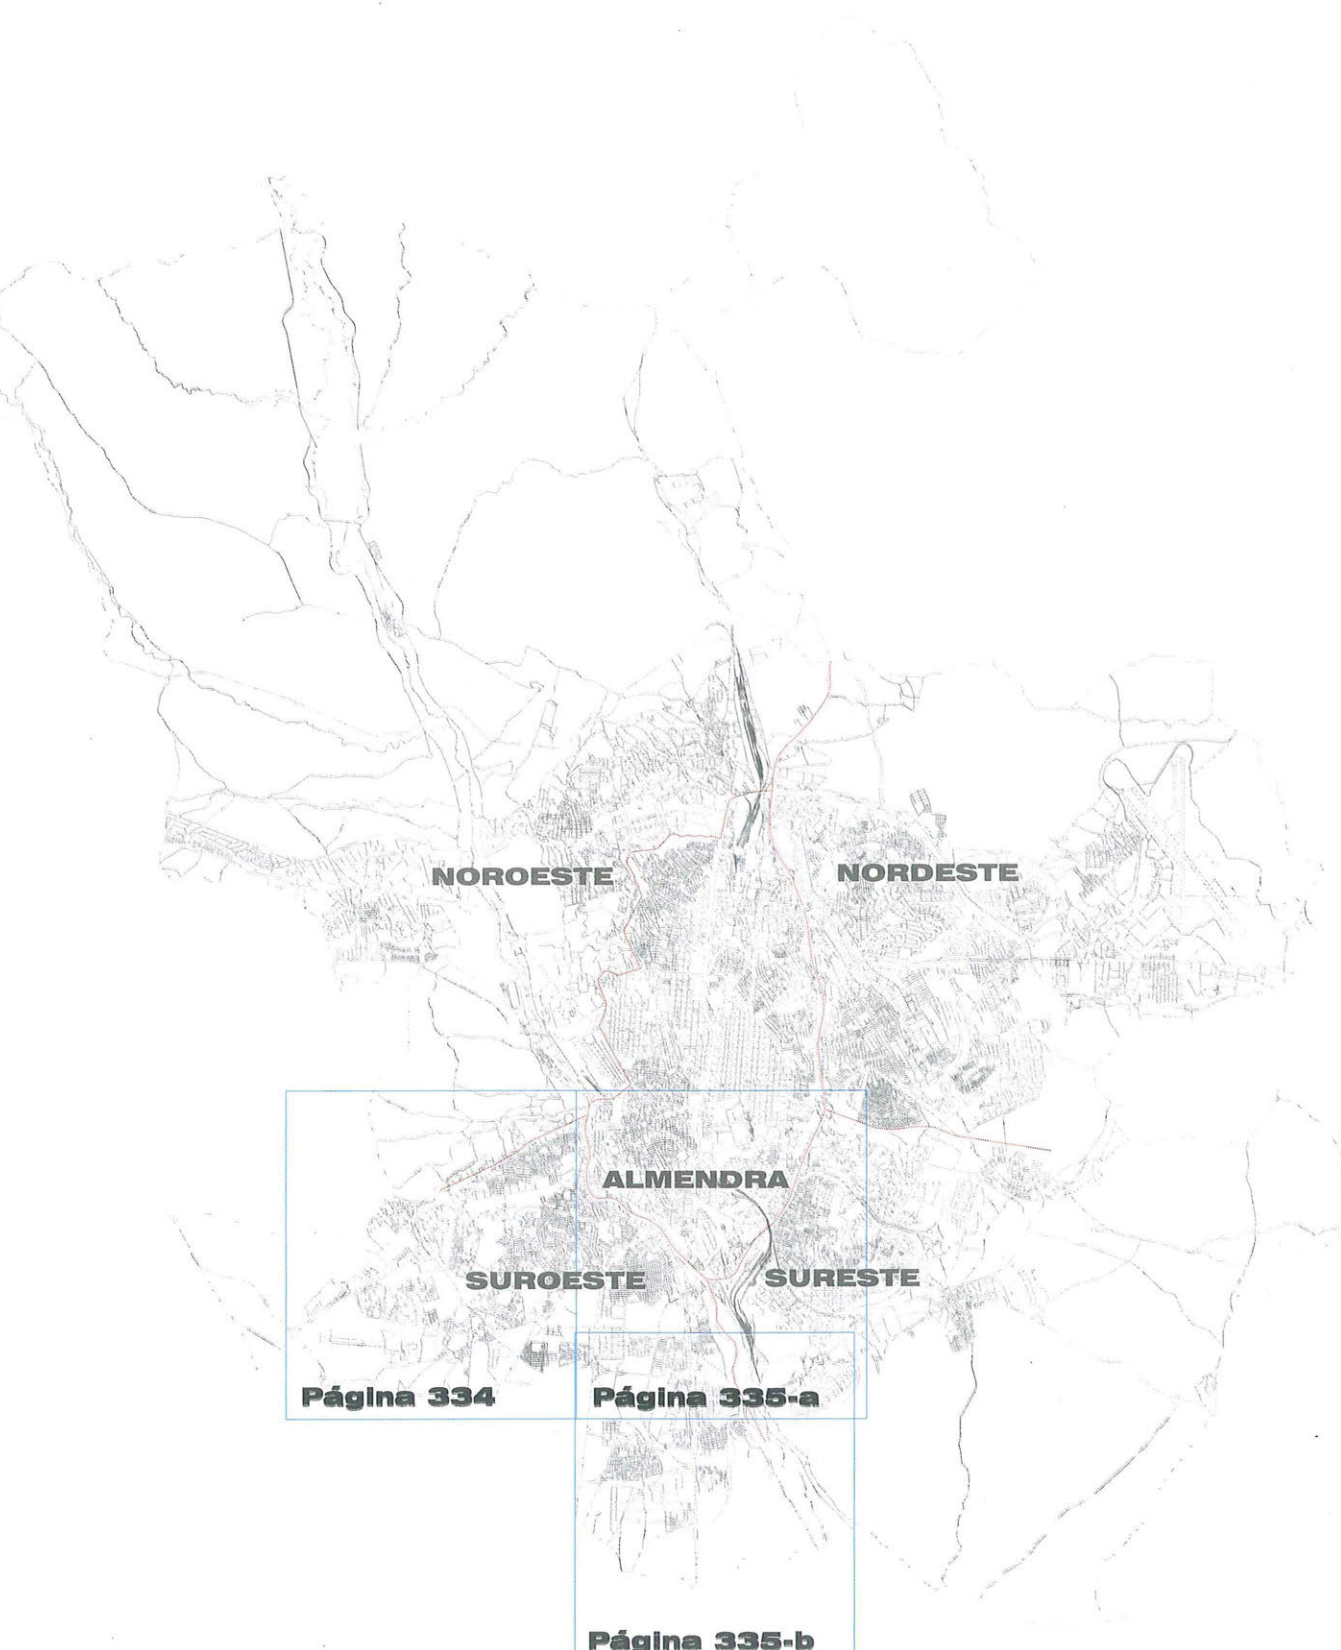 NOROESTE
NORDESTE
ALMENDRA
SUROESTE
SURESTE
Página 334
Página 335-a
Página 335-b